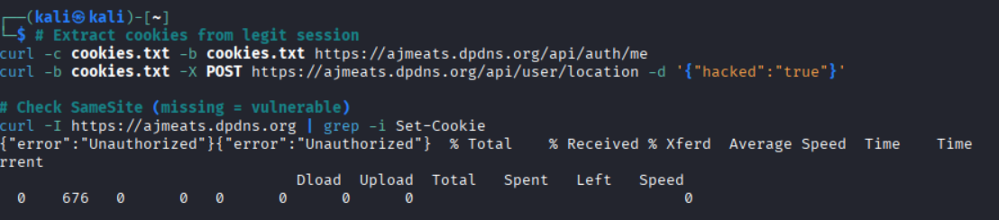 ┌──(kali㉿kali)-[~]
└─$ # Extract cookies from legit session
curl -c cookies.txt -b cookies.txt https://ajmeats.dpdns.org/api/auth/me
curl -b cookies.txt -X POST https://ajmeats.dpdns.org/api/user/location -d '{"hacked":"true"}'
# Check SameSite (missing = vulnerable)
curl -I https://ajmeats.dpdns.org | grep -i Set-Cookie
{"error":"Unauthorized"}{"error":"Unauthorized"}  % Total    % Received % Xferd  Average Speed  Time    Time
rrent
Dload  Upload  Total   Spent   Left   Speed
0    676   0      0   0      0      0      0                              0